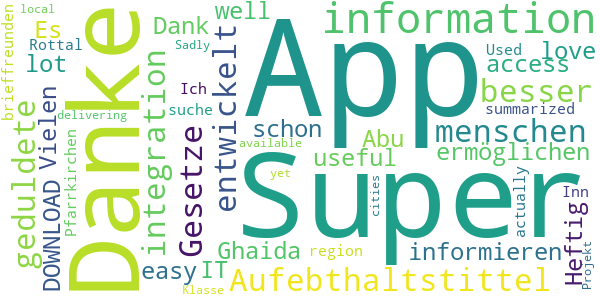 local
Danke
App
Super
information
well
Dank
Es
Rottal
Sadly
lot
brieffreunden
integration
entwickelt
Ich
suche
schon
Used
love
access
besser
summarized
menschen
ermöglichen
Abu
useful
available
yet
cities
actually
delivering
Vielen
DOWNLOAD
geduldete
Pfarrkirchen
Gesetze
Ghaida
region
informieren
Heftig
Inn
Projekt
easy
IT
Aufebthaltstittel
Klasse